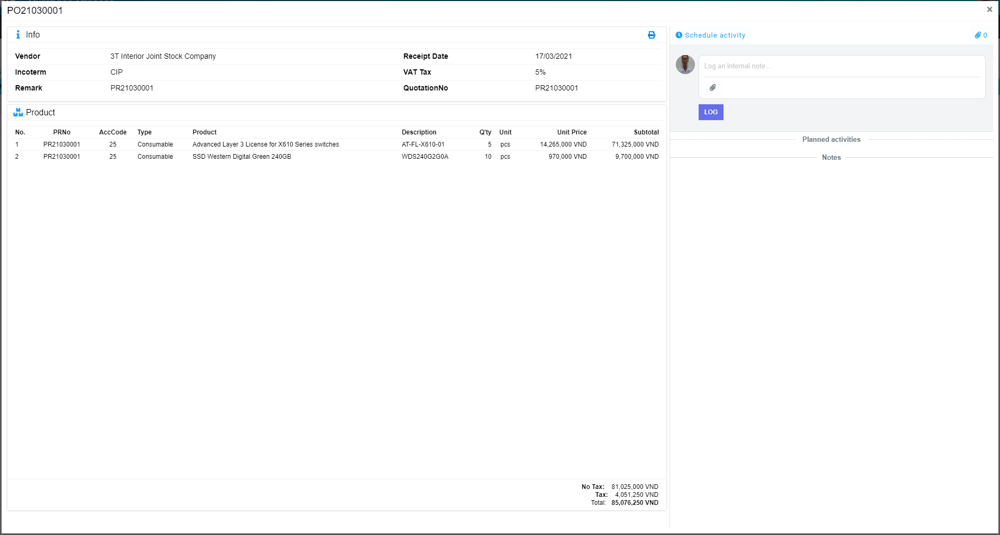 PO21030001 ×
Info
Vendor 3T Interior Joint Stock Company Receipt Date 17/03/2021
Incoterm CIP VAT Tax 5%
Remark PR21030001 QuotationNo PR21030001
Product
No. PRNo AccCode Type Product Description Q'ty Unit Unit Price Subtotal
1 PR21030001 25 Consumable Advanced Layer 3 License for X610 Series switches AT-FL-X610-01 5 pcs 14,265,000 VND 71,325,000 VND
2 PR21030001 25 Consumable SSD Western Digital Green 240GB WDS240G2G0A 10 pcs 970,000 VND 9,700,000 VND
No Tax: 81,025,000 VND
Tax: 4,051,250 VND
Total: 85,076,250 VND
Schedule activity 0
Log an internal note...
LOG
Planned activities
Notes